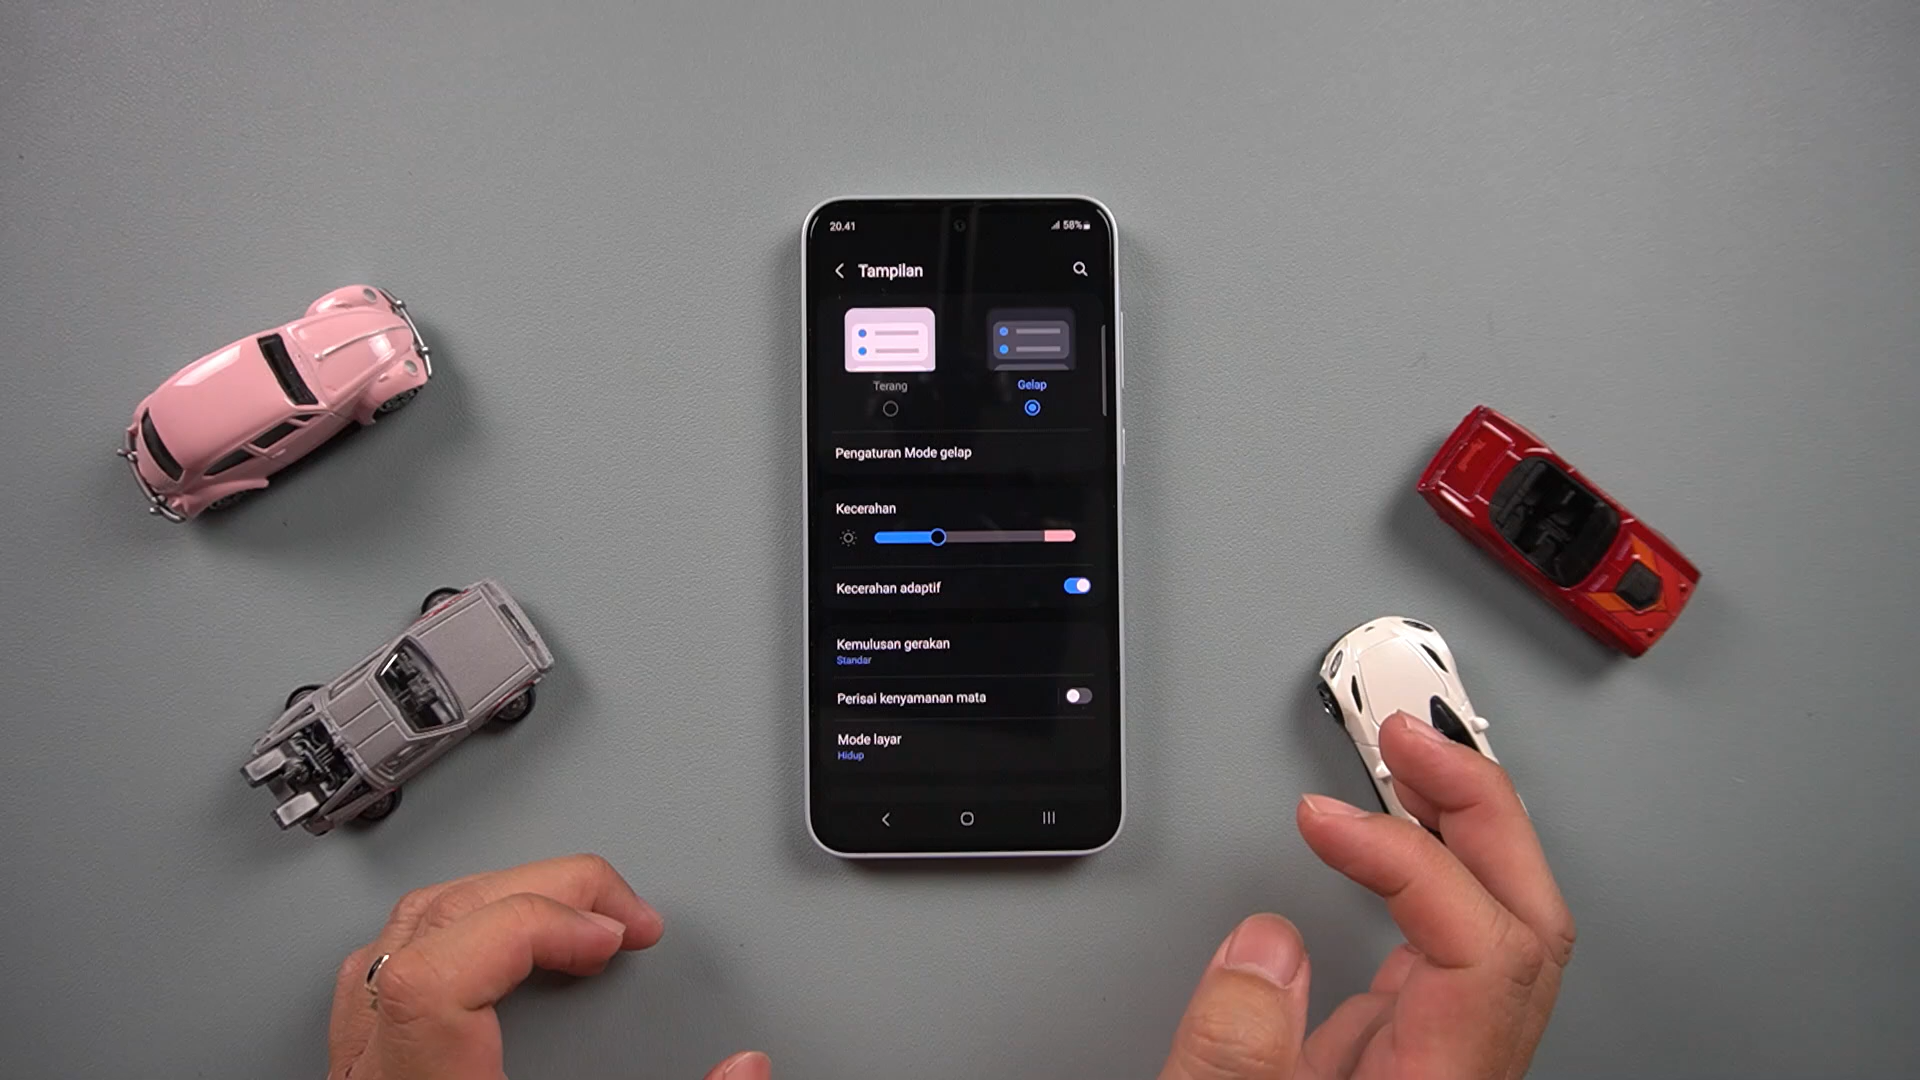 20.41
58%
Tampilan
Terang
Gelap
Pengaturan Mode gelap
Kecerahan
Kecerahan adaptif
Kemulusan gerakan
Standar
Perisai kenyamanan mata
Mode layar
Hidup